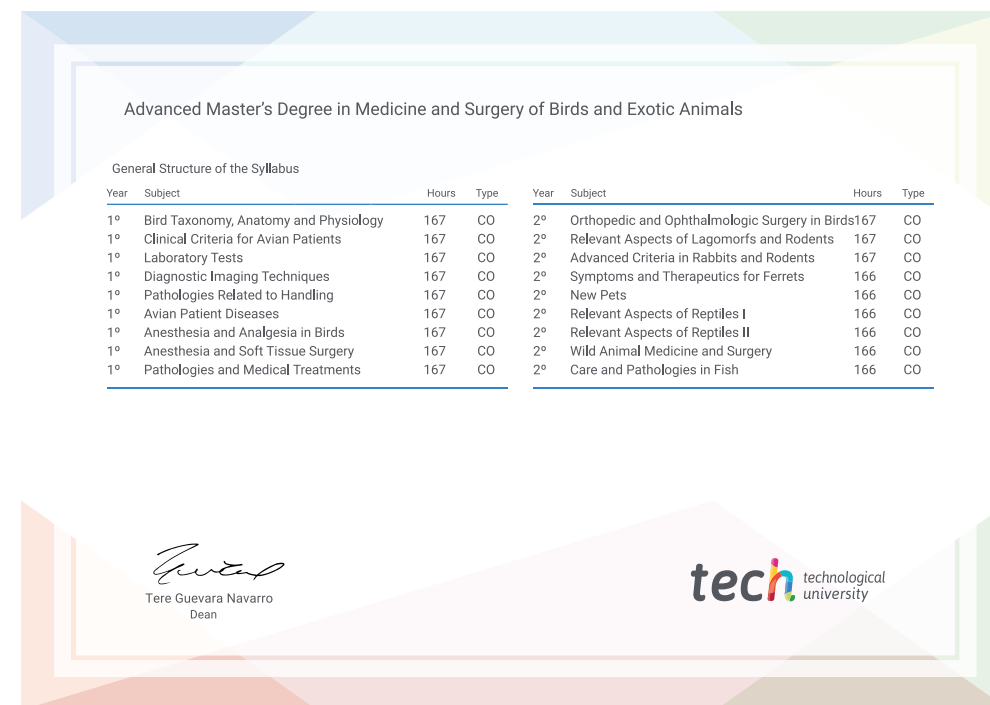 Advanced Master's Degree in Medicine and Surgery of Birds and Exotic Animals
General Structure of the Syllabus
Year Subject Hours Type
1º Bird Taxonomy, Anatomy and Physiology 167 CO
1º Clinical Criteria for Avian Patients 167 CO
1º Laboratory Tests 167 CO
1º Diagnostic Imaging Techniques 167 CO
1º Pathologies Related to Handling 167 CO
1º Avian Patient Diseases 167 CO
1º Anesthesia and Analgesia in Birds 167 CO
1º Anesthesia and Soft Tissue Surgery 167 CO
1º Pathologies and Medical Treatments 167 CO
Year Subject Hours Type
2º Orthopedic and Ophthalmologic Surgery in Birds167 CO
2º Relevant Aspects of Lagomorfs and Rodents 167 CO
2º Advanced Criteria in Rabbits and Rodents 167 CO
2º Symptoms and Therapeutics for Ferrets 166 CO
2º New Pets 166 CO
2º Relevant Aspects of Reptiles I 166 CO
2º Relevant Aspects of Reptiles II 166 CO
2º Wild Animal Medicine and Surgery 166 CO
2º Care and Pathologies in Fish 166 CO
Tere Guevara Navarro
Dean
tech technological
university